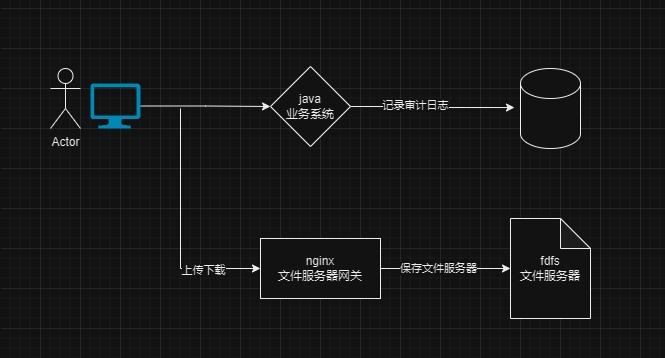 Actor
java
业务系统
记录审计日志
上传下载
nginx
文件服务器网关
保存文件服务器
fdfs
文件服务器